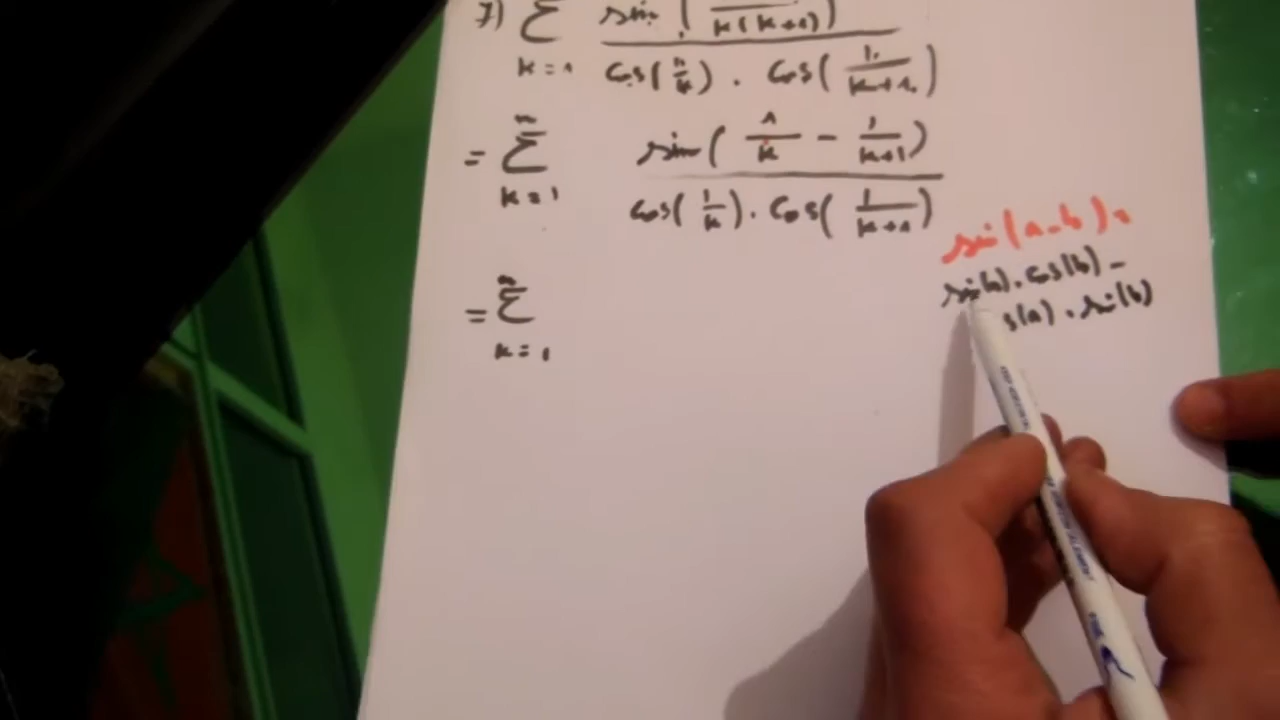 7) Σ sin( / k(k+1))
k=1 cos(1/k) . cos(1/k+1)
= Σ n k=1 sin(1/k - 1/k+1) / cos(1/k) . cos(1/k+1)
sin(a-b) =
sin(a) . cos(b) -
s(a) . sin(b)
= Σ n k=1